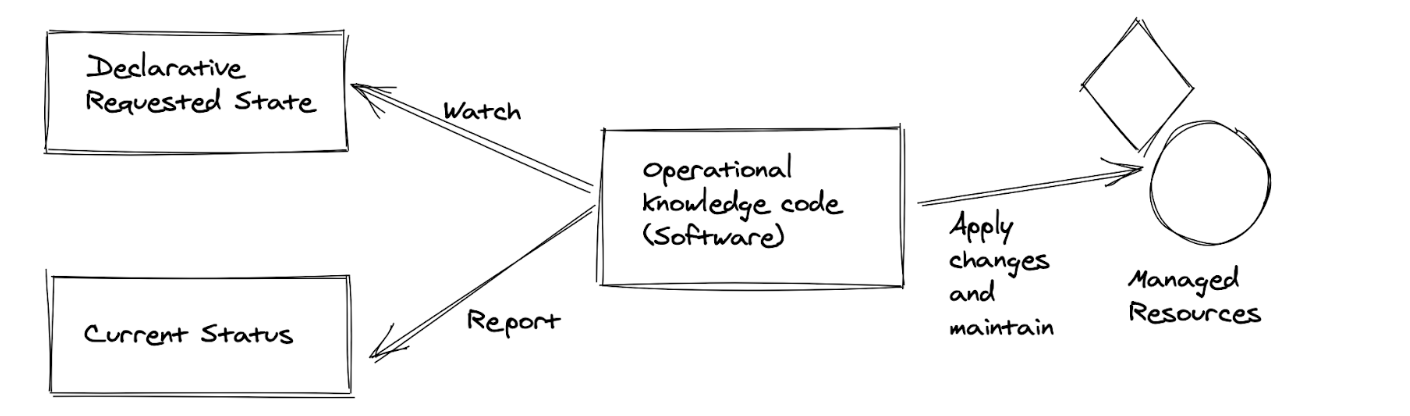 Declarative
Requested State
Watch
Operational
Knowledge code
(Software)
Apply
changes
and
maintain
Managed
Resources
Current Status
Report